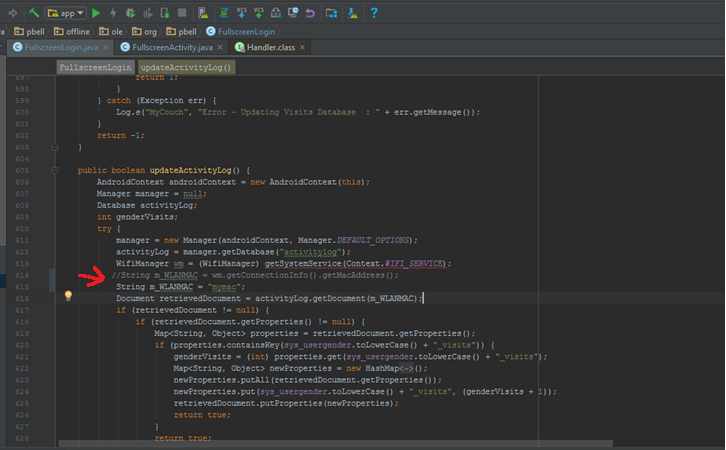 app
VCS VCS
a pbell offline ole org pbell FullscreenLogin
FullscreenLogin.java × FullscreenActivity.java × Handler.class ×
FullscreenLogin updateActivityLog()
597 return 1;
598 }
599 } catch (Exception err) {
600 Log.e("MyCouch", "Error - Updating Visits Database : " + err.getMessage());
601 }
602 return -1;
603 }
604
605 public boolean updateActivityLog() {
606 AndroidContext androidContext = new AndroidContext(this);
607 Manager manager = null;
608 Database activityLog;
609 int genderVisits;
610 try {
611 manager = new Manager(androidContext, Manager.DEFAULT_OPTIONS);
612 activityLog = manager.getDatabase("activitylog");
613 WifiManager wm = (WifiManager) getSystemService(Context.WIFI_SERVICE);
614 //String m_WLANMAC = wm.getConnectionInfo().getMacAddress();
615 String m_WLANMAC = "mymac";
616 Document retrievedDocument = activityLog.getDocument(m_WLANMAC);
617 if (retrievedDocument != null) {
618 if (retrievedDocument.getProperties() != null) {
619 Map<String, Object> properties = retrievedDocument.getProperties();
620 if (properties.containsKey(sys_usergender.toLowerCase() + "_visits")) {
621 genderVisits = (int) properties.get(sys_usergender.toLowerCase() + "_visits");
622 Map<String, Object> newProperties = new HashMap<~>();
623 newProperties.putAll(retrievedDocument.getProperties());
624 newProperties.put(sys_usergender.toLowerCase() + "_visits", (genderVisits + 1));
625 retrievedDocument.putProperties(newProperties);
626 return true;
627 }
628 return true;